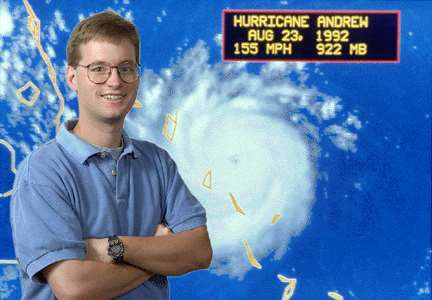 HURRICANE ANDREW
AUG 23, 1992
155 MPH 922 MB